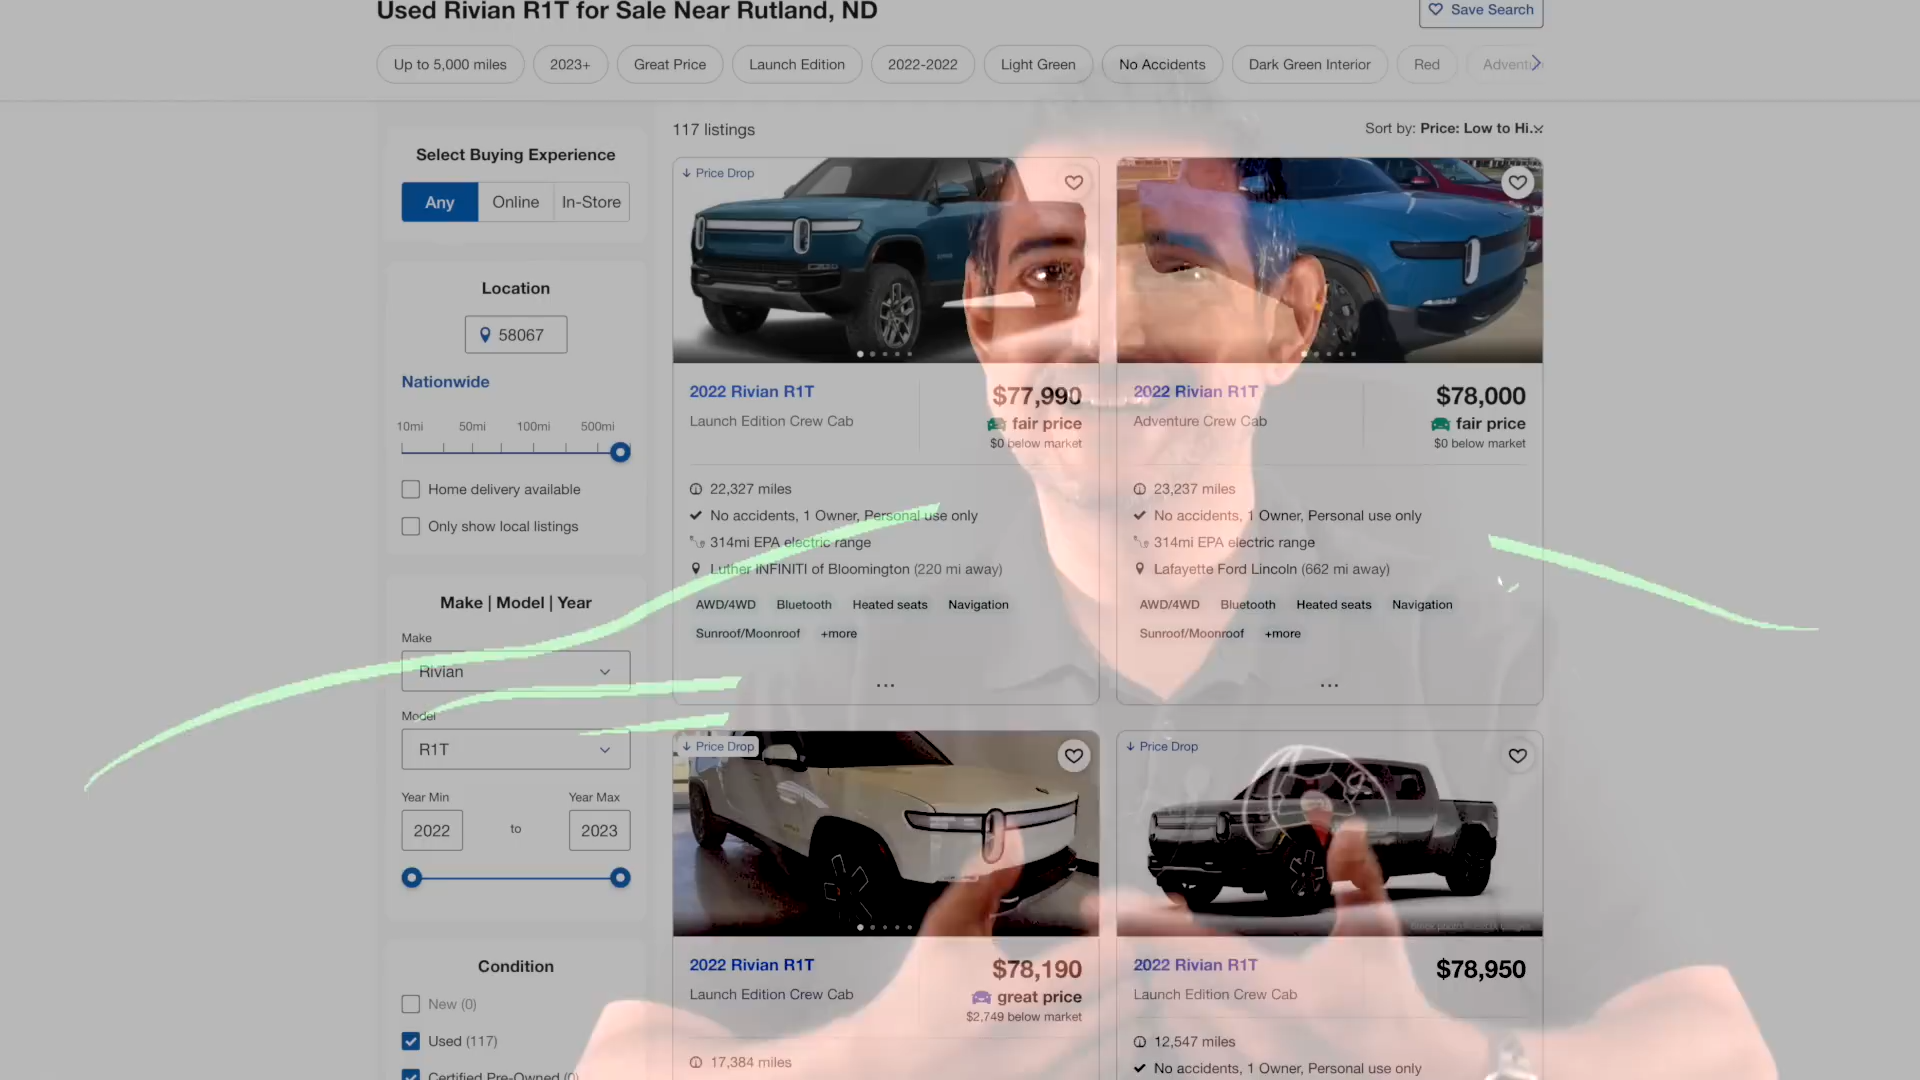 Used Rivian R1T for Sale Near Rutland, ND
Save Search
Up to 5,000 miles
2023+
Great Price
Launch Edition
2022-2022
Light Green
No Accidents
Dark Green Interior
Red
117 listings
Sort by: Price: Low to Hi...
Select Buying Experience
Any
Online
In-Store
Location
58067
Nationwide
10mi 50mi 100mi 500mi
Home delivery available
Only show local listings
Make | Model | Year
Make
Rivian
Model
R1T
Year Min
Year Max
2022
to
2023
Condition
New (0)
Used (117)
Certified Pre-Owned (0)
Price Drop
2022 Rivian R1T
Launch Edition Crew Cab
$77,990
fair price
$0 below market
22,327 miles
No accidents, 1 Owner, Personal use only
314mi EPA electric range
Luther INFINITI of Bloomington (220 mi away)
AWD/4WD Bluetooth Heated seats Navigation
Sunroof/Moonroof +more
...
2022 Rivian R1T
Adventure Crew Cab
$78,000
fair price
$0 below market
23,237 miles
No accidents, 1 Owner, Personal use only
314mi EPA electric range
Lafayette Ford Lincoln (662 mi away)
AWD/4WD Bluetooth Heated seats Navigation
Sunroof/Moonroof +more
...
Price Drop
2022 Rivian R1T
Launch Edition Crew Cab
$78,190
great price
$2,749 below market
17,384 miles
Price Drop
2022 Rivian R1T
Launch Edition Crew Cab
$78,950
12,547 miles
No accidents, 1 Owner, Personal use only